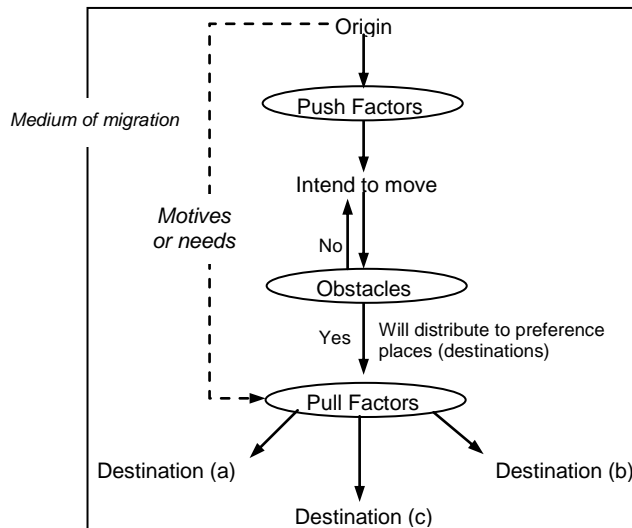 Origin
Push Factors
Medium of migration
Intend to move
Motives
or needs
No
Obstacles
Yes
Will distribute to preference
places (destinations)
Pull Factors
Destination (a)
Destination (b)
Destination (c)